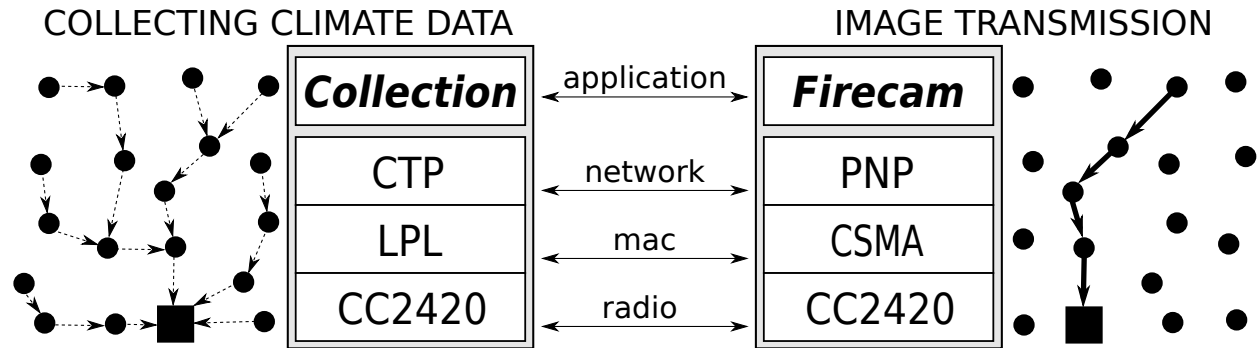 COLLECTING CLIMATE DATA
IMAGE TRANSMISSION
Collection
application
Firecam
CTP
network
PNP
LPL
mac
CSMA
CC2420
radio
CC2420